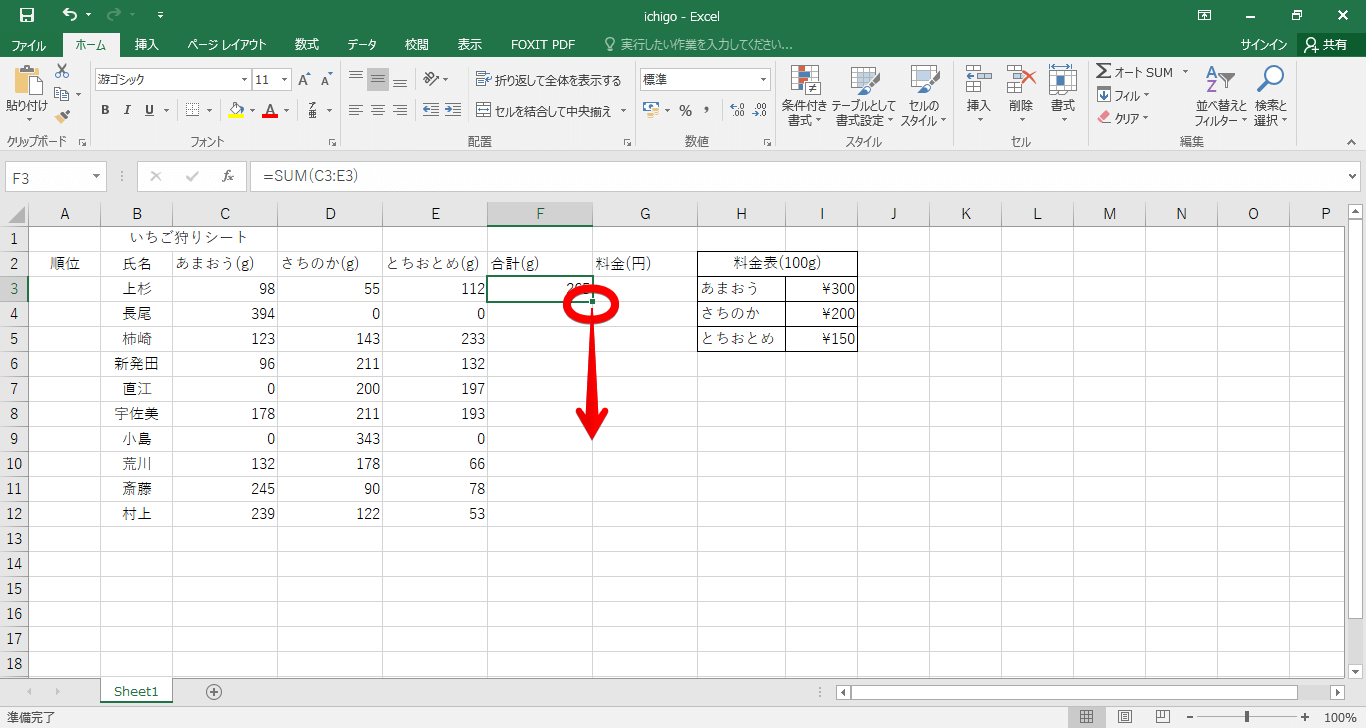 ichigo - Excel
ファイル ホーム 挿入 ページ レイアウト 数式 データ 校閲 表示 FOXIT PDF 実行したい作業を入力してください... サインイン 共有
貼り付け 游ゴシック 11 A A 折り返して全体を表示する 標準 条件付き テーブルとして セルの 挿入 削除 書式 Σ オート SUM 並べ替えと 検索と
B I U A セルを結合して中央揃え % , 書式 書式設定 スタイル フィル フィルター 選択
クリア
クリップボード フォント 配置 数値 スタイル セル 編集
F3 fx =SUM(C3:E3)
A B C D E F G H I J K L M N O P
1 いちご狩りシート
2 順位 氏名 あまおう(g) さちのか(g) とちおとめ(g) 合計(g) 料金(円) 料金表(100g)
3 上杉 98 55 112 265 あまおう ¥300
4 長尾 394 0 0 さちのか ¥200
5 柿崎 123 143 233 とちおとめ ¥150
6 新発田 96 211 132
7 直江 0 200 197
8 宇佐美 178 211 193
9 小島 0 343 0
10 荒川 132 178 66
11 斎藤 245 90 78
12 村上 239 122 53
13
14
15
16
17
18
Sheet1
準備完了 100%